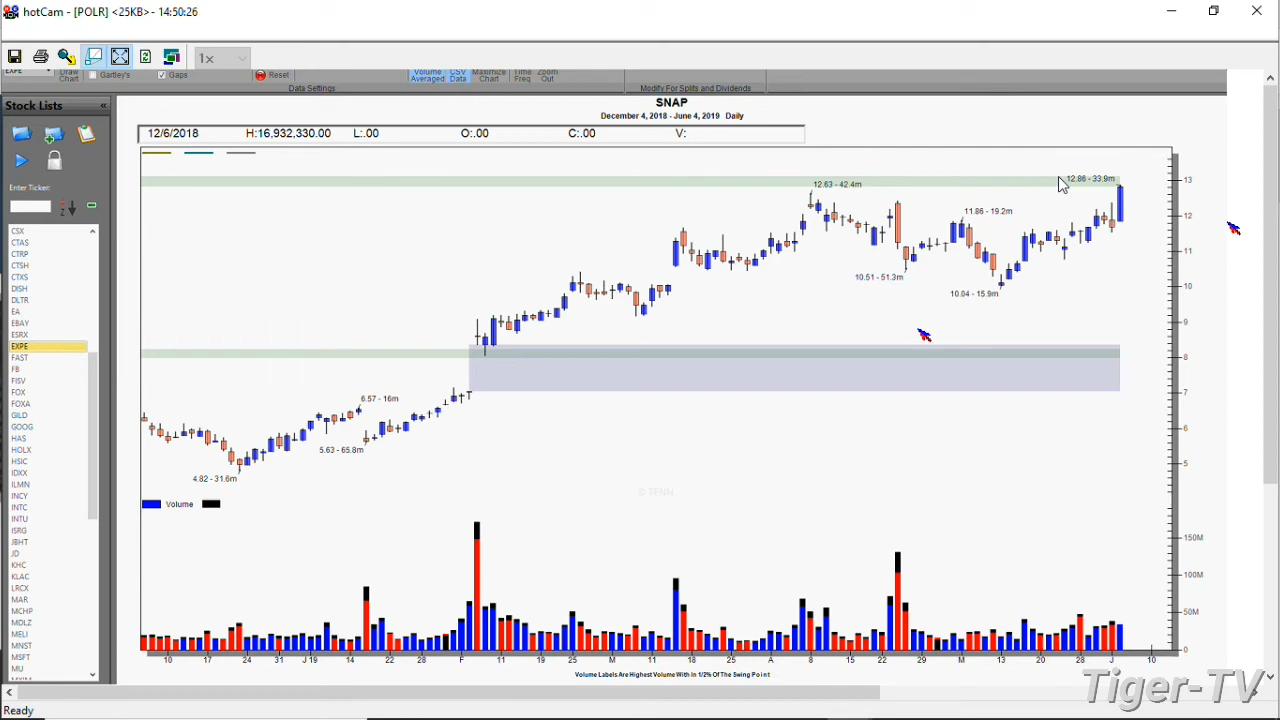 hotCam - [POLR] <25KB> - 14:50:26
1x
EXPE
Draw Chart
Gartley's
Gaps
Reset
Volume Averaged
CSV Data
Maximize Chart
Time Freq
Zoom Out
Data Settings
Modify For Splits and Dividends
Stock Lists
«
Enter Ticker:
CSX
CTAS
CTRP
CTSH
CTXS
DISH
DLTR
EA
EBAY
ESRX
EXPE
FAST
FB
FISV
FOX
FOXA
GILD
GOOG
HAS
HOLX
HSIC
IDXX
ILMN
INCY
INTC
INTU
ISRG
JBHT
JD
KHC
KLAC
LRCX
MAR
MCHP
MDLZ
MELI
MNST
MSFT
MU
MXIM
SNAP
December 4, 2018 - June 4, 2019 Daily
12/6/2018 H:16,932,330.00 L:.00 O:.00 C:.00 V:
12.86 - 33.9m
12.63 - 42.4m
11.86 - 19.2m
10.51 - 51.3m
10.04 - 15.9m
6.57 - 16m
5.63 - 65.8m
4.82 - 31.6m
13
12
11
10
9
8
7
6
5
© TFNN
Volume
150M
100M
50M
0
10 17 24 J 19 14 22 28 11 19 25 M 11 18 25 A 8 15 22 29 M 13 20 28 J 10
Volume Labels Are Highest Volume With In 1/2% Of The Swing Point
Tiger-TV
Ready